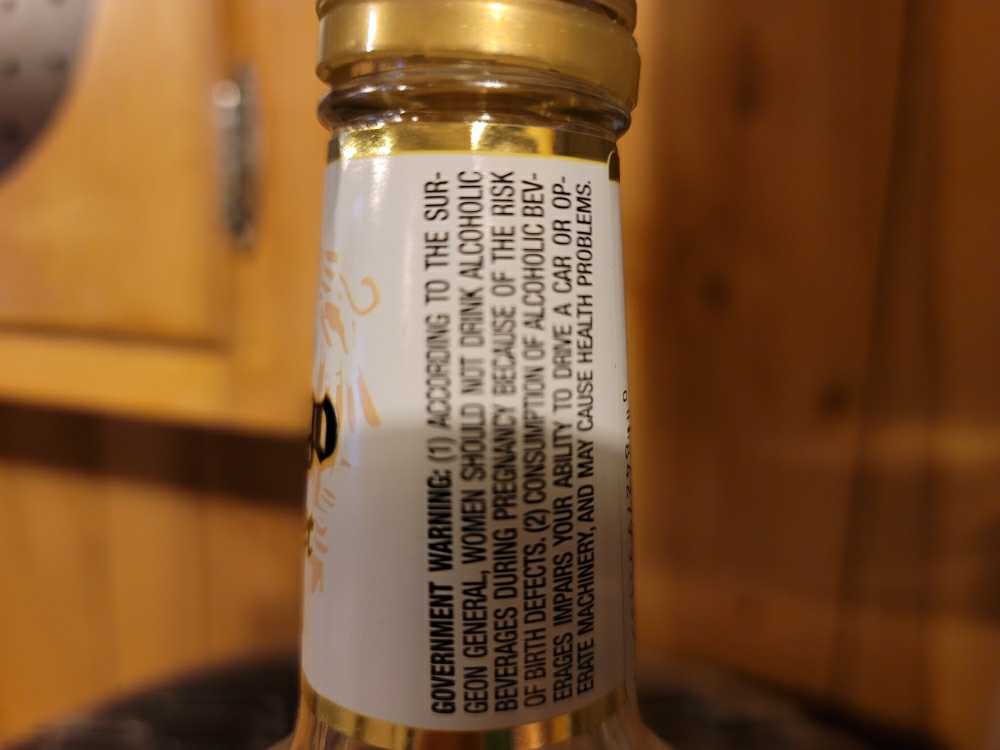 GOVERNMENT WARNING: (1) ACCORDING TO THE SUR-
GEON GENERAL, WOMEN SHOULD NOT DRINK ALCOHOLIC
BEVERAGES DURING PREGNANCY BECAUSE OF THE RISK
OF BIRTH DEFECTS. (2) CONSUMPTION OF ALCOHOLIC BEV-
ERAGES IMPAIRS YOUR ABILITY TO DRIVE A CAR OR OP-
ERATE MACHINERY, AND MAY CAUSE HEALTH PROBLEMS.